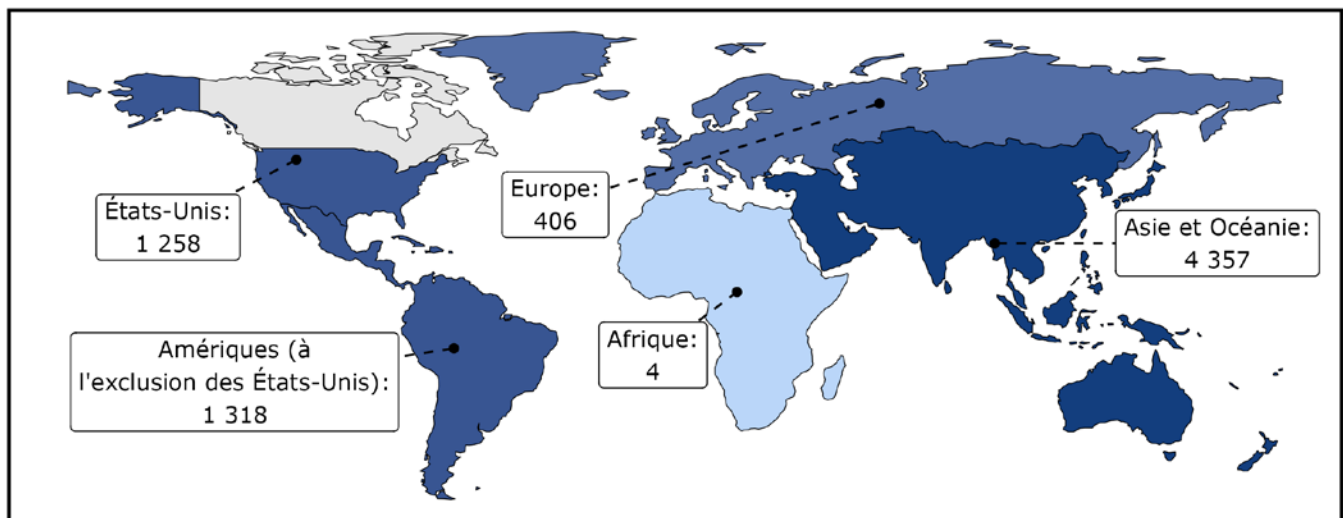 États-Unis:
1 258
Europe:
406
Asie et Océanie:
4 357
Amériques (à
l'exclusion des États-Unis):
1 318
Afrique:
4